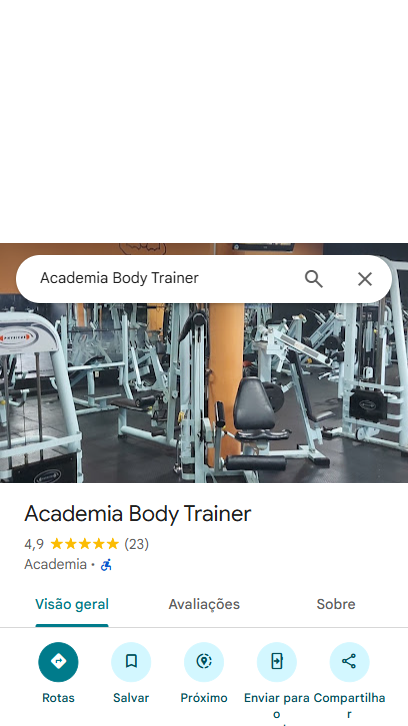 Academia Body Trainer
Academia Body Trainer
4,9 (23)
Academia •
Visão geral
Avaliações
Sobre
Rotas
Salvar
Próximo
Enviar para o
Compartilhar